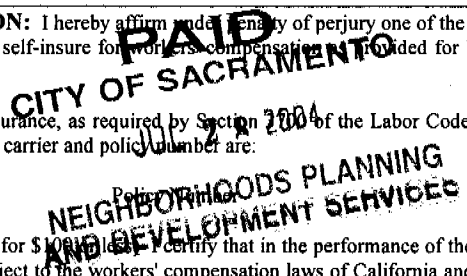 ON: I hereby affirm under penalty of perjury one of the
self-insure for workers' compensation as provided for
PAID
CITY OF SACRAMENTO
urance, as required by Section 3700 of the Labor Code
JUL 2 2004
carrier and policy number are:
Policy Number
NEIGHBORHOODS PLANNING
AND DEVELOPMENT SERVICES
for $100 or less. I certify that in the performance of the
ject to the workers' compensation laws of California and